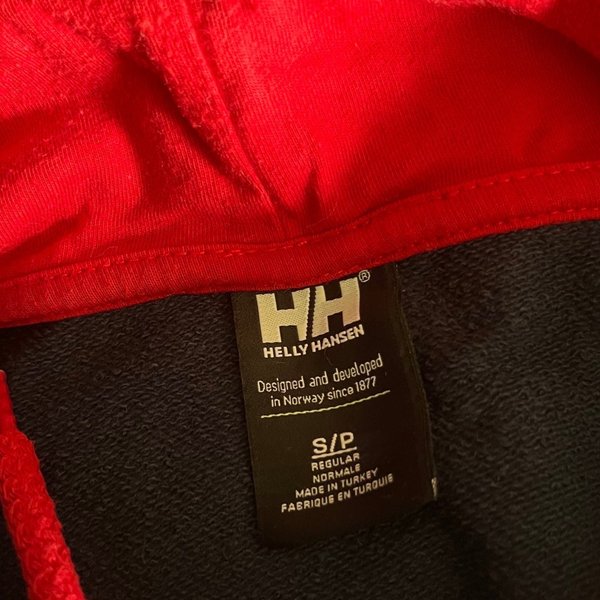 HH®
HELLY HANSEN
Designed and developed
in Norway since 1877
S/P
REGULAR
NORMALE
MADE IN TURKEY
FABRIQUE EN TURQUIE